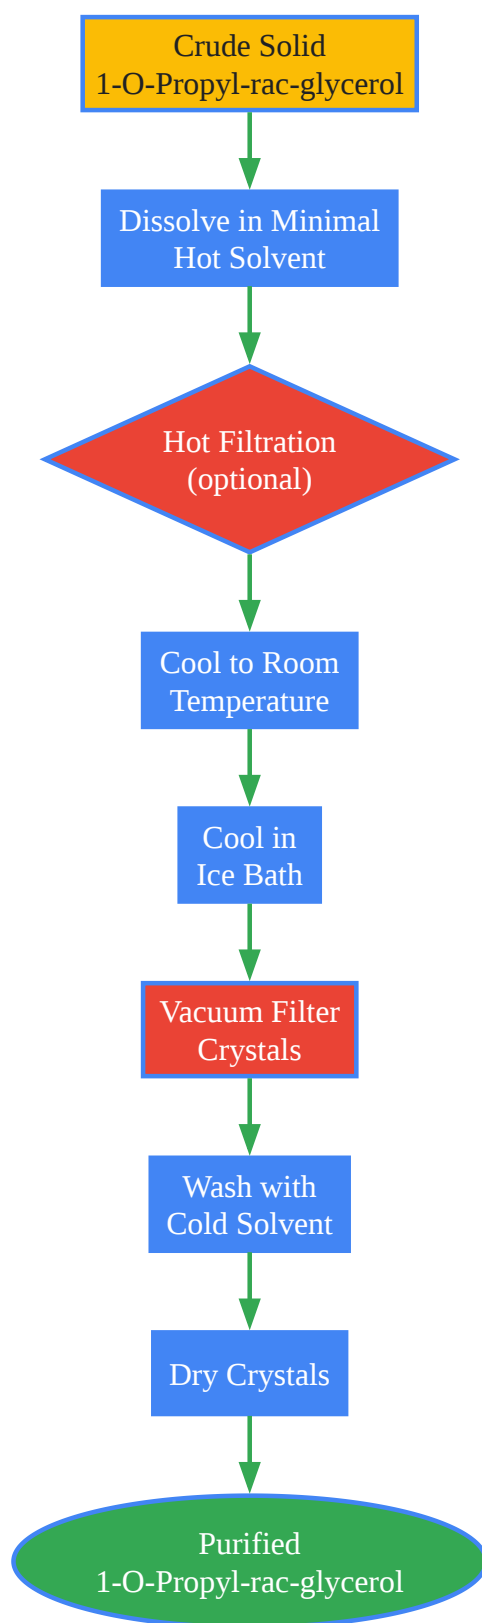 Crude Solid
1-O-Propyl-rac-glycerol
Dissolve in Minimal
Hot Solvent
Hot Filtration
(optional)
Cool to Room
Temperature
Cool in
Ice Bath
Vacuum Filter
Crystals
Wash with
Cold Solvent
Dry Crystals
Purified
1-O-Propyl-rac-glycerol